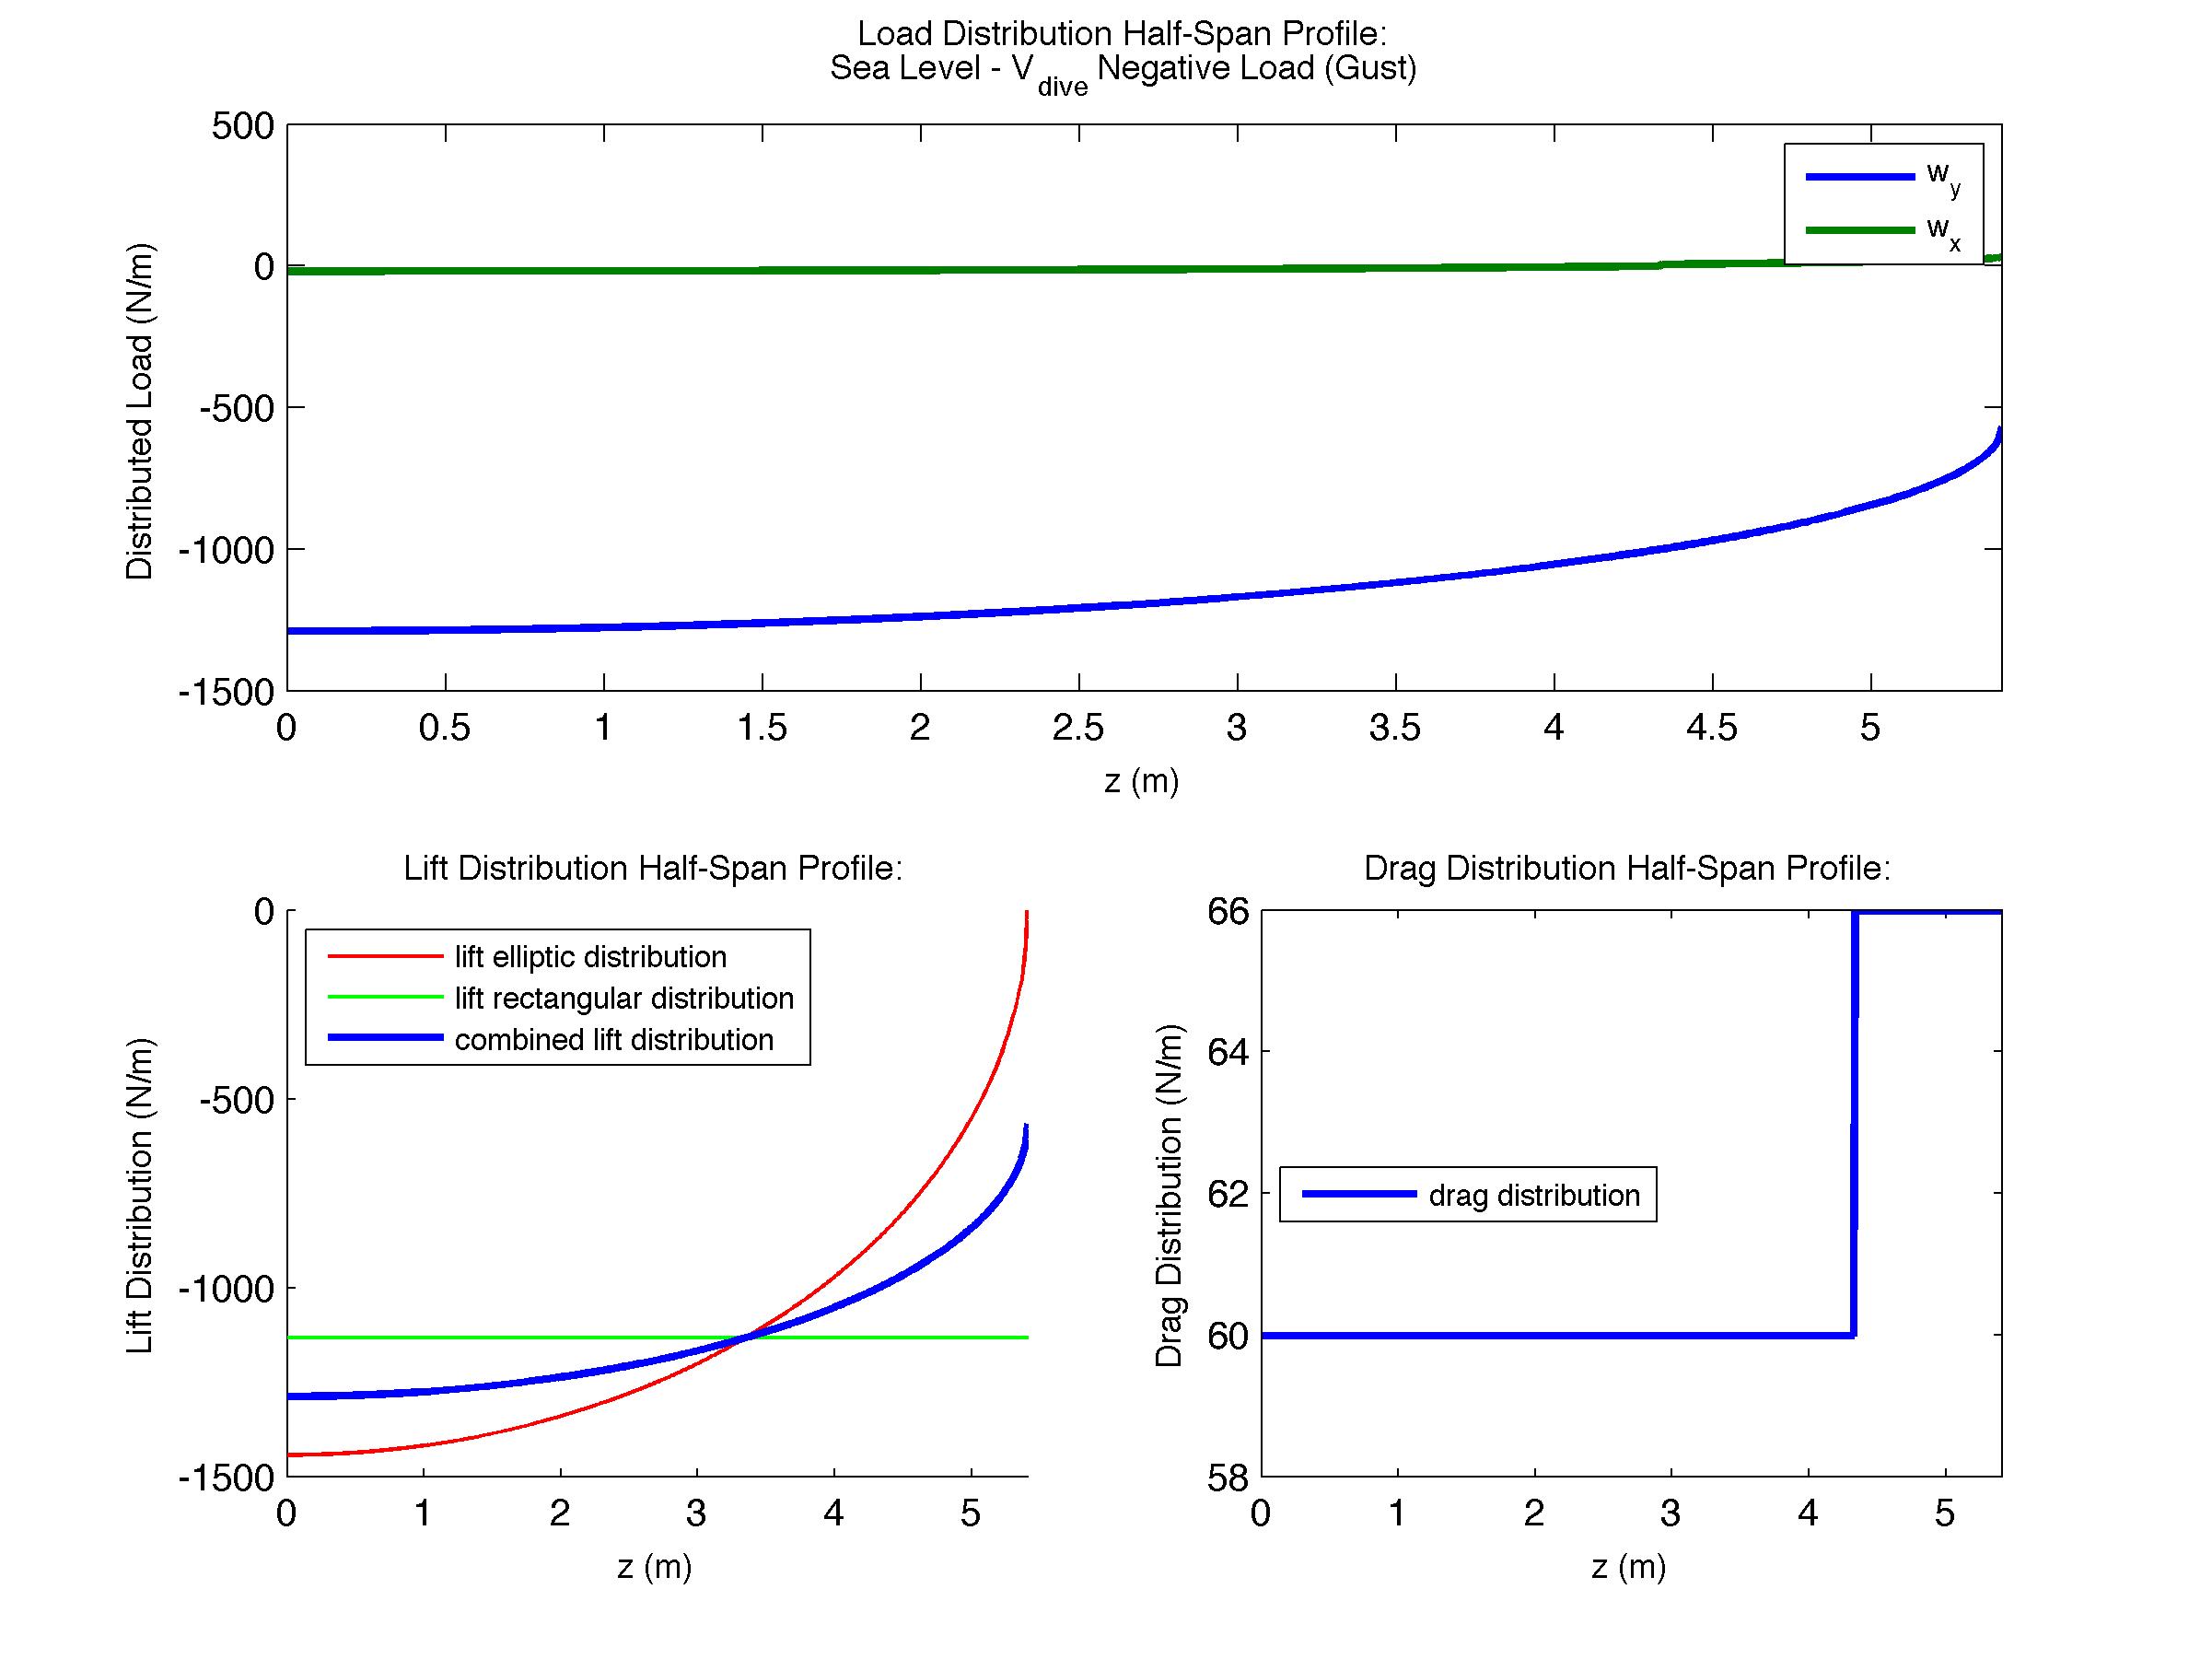 Load Distribution Half-Span Profile:
Sea Level - V_dive Negative Load (Gust)
500
0
-500
-1000
-1500
Distributed Load (N/m)
w_y
w_x
0 0.5 1 1.5 2 2.5 3 3.5 4 4.5 5
z (m)
Lift Distribution Half-Span Profile:
0
-500
-1000
-1500
Lift Distribution (N/m)
lift elliptic distribution
lift rectangular distribution
combined lift distribution
0 1 2 3 4 5
z (m)
Drag Distribution Half-Span Profile:
66
64
62
60
58
Drag Distribution (N/m)
drag distribution
0 1 2 3 4 5
z (m)